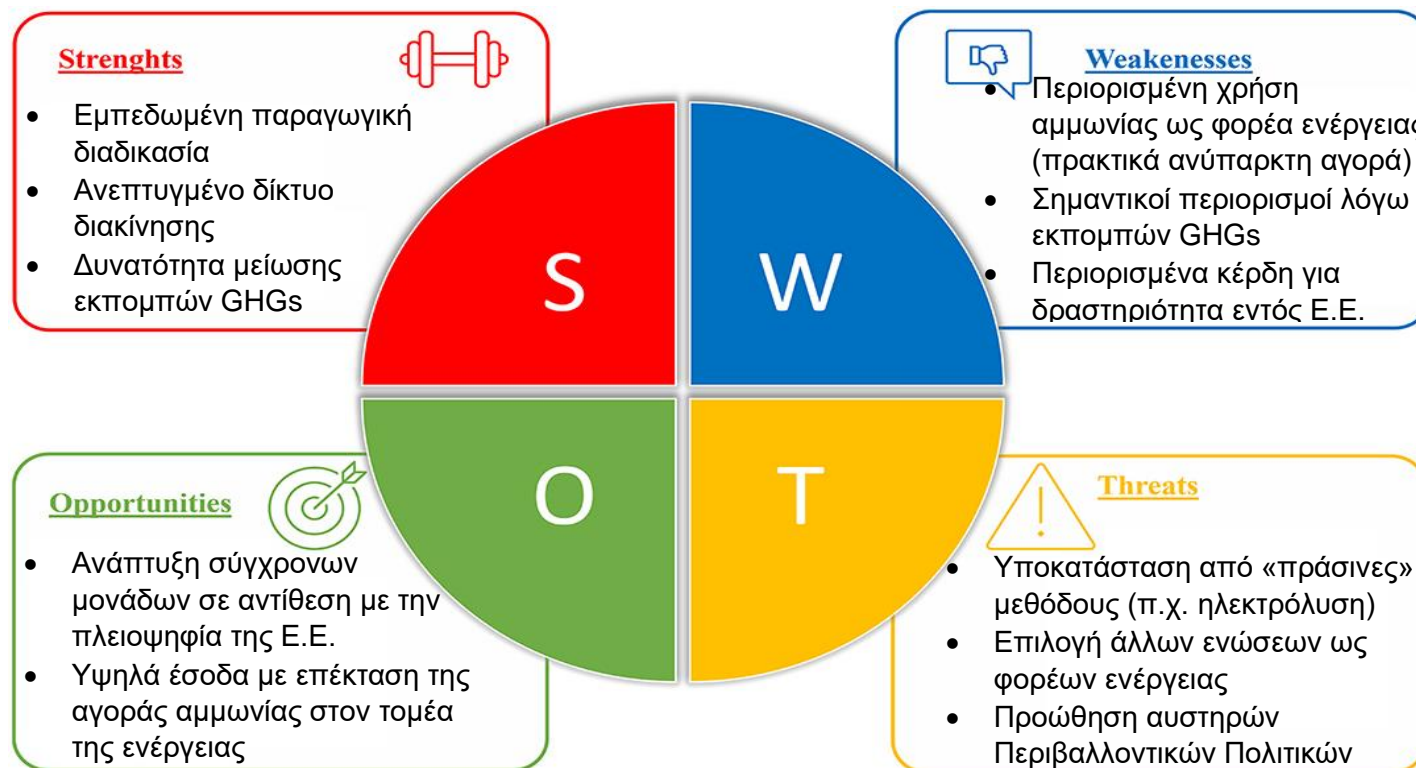 Strenghts
• Εμπεδωμένη παραγωγική
διαδικασία
• Ανεπτυγμένο δίκτυο
διακίνησης
• Δυνατότητα μείωσης
εκπομπών GHGs
Weakenesses
• Περιορισμένη χρήση
αμμωνίας ως φορέα ενέργειας
(πρακτικά ανύπαρκτη αγορά)
• Σημαντικοί περιορισμοί λόγω
εκπομπών GHGs
• Περιορισμένα κέρδη για
δραστηριότητα εντός Ε.Ε.
S
W
O
T
Opportunities
• Ανάπτυξη σύγχρονων
μονάδων σε αντίθεση με την
πλειοψηφία της Ε.Ε.
• Υψηλά έσοδα με επέκταση της
αγοράς αμμωνίας στον τομέα
της ενέργειας
Threats
• Υποκατάσταση από «πράσινες»
μεθόδους (π.χ. ηλεκτρόλυση)
• Επιλογή άλλων ενώσεων ως
φορέων ενέργειας
• Προώθηση αυστηρών
Περιβαλλοντικών Πολιτικών